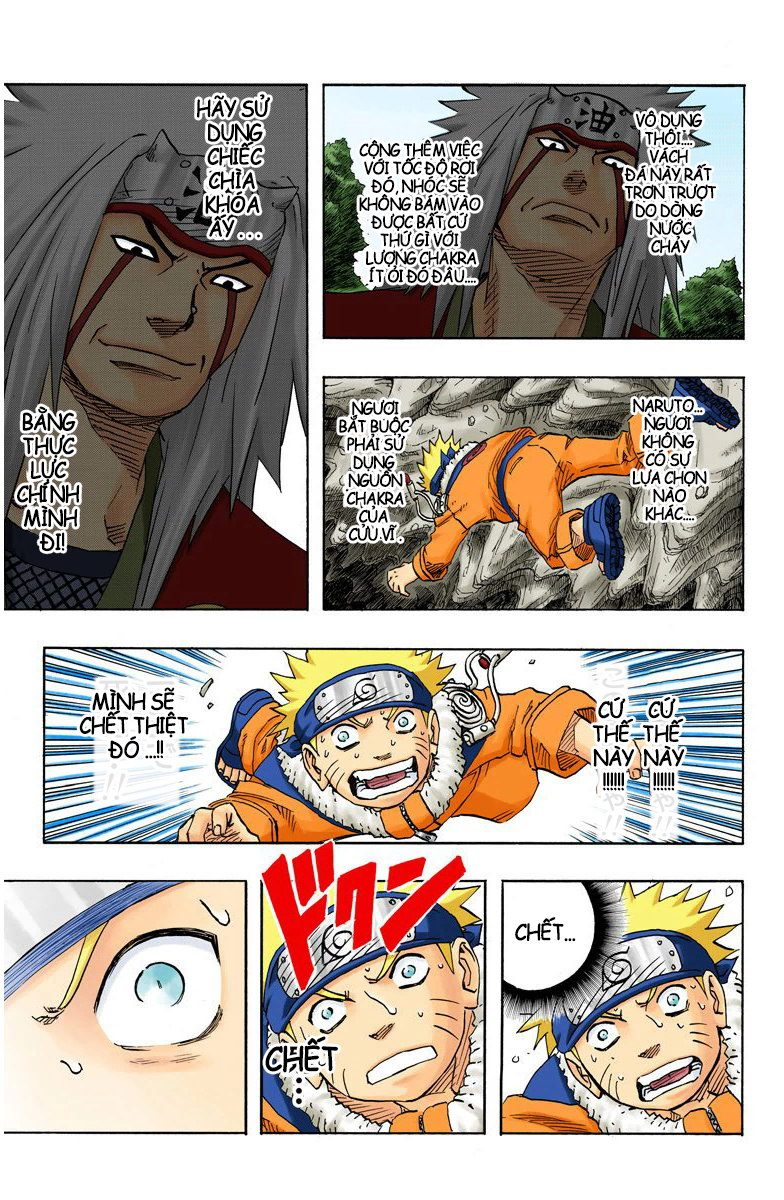 VÔ DỤNG
THÔI....
VÁCH
ĐÁ NÀY RẤT
TRƠN TRƯỢT
DO DÒNG
NƯỚC
CHẢY
油
CỘNG THÊM VIỆC
VỚI TỐC ĐỘ RƠI
ĐÓ, NHÓC SẼ
KHÔNG BÁM VÀO
ĐƯỢC BẤT CỨ
THỨ GÌ VỚI
LƯỢNG CHAKRA
ÍT ỎI ĐÓ ĐÂU....
NARUTO...
NGƯƠI
KHÔNG
CÓ SỰ
LỰA CHỌN
NÀO
KHÁC....
NGƯƠI
BẮT BUỘC
PHẢI SỬ
DỤNG
NGUỒN
CHAKRA
CỦA
CỬU VĨ .
HÃY SỬ
DỤNG
CHIẾC
CHÌA
KHÓA
ẤY . . .
BẰNG
THỰC
LỰC
CHÍNH
MÌNH
ĐI!
CỨ
THẾ
NÀY
!!!!!!
CỨ
THẾ
NÀY
!!!!!!
MÌNH SẼ
CHẾT THIỆT
ĐÓ ...!!
CHẾT...
ドクン
CHẾT
...